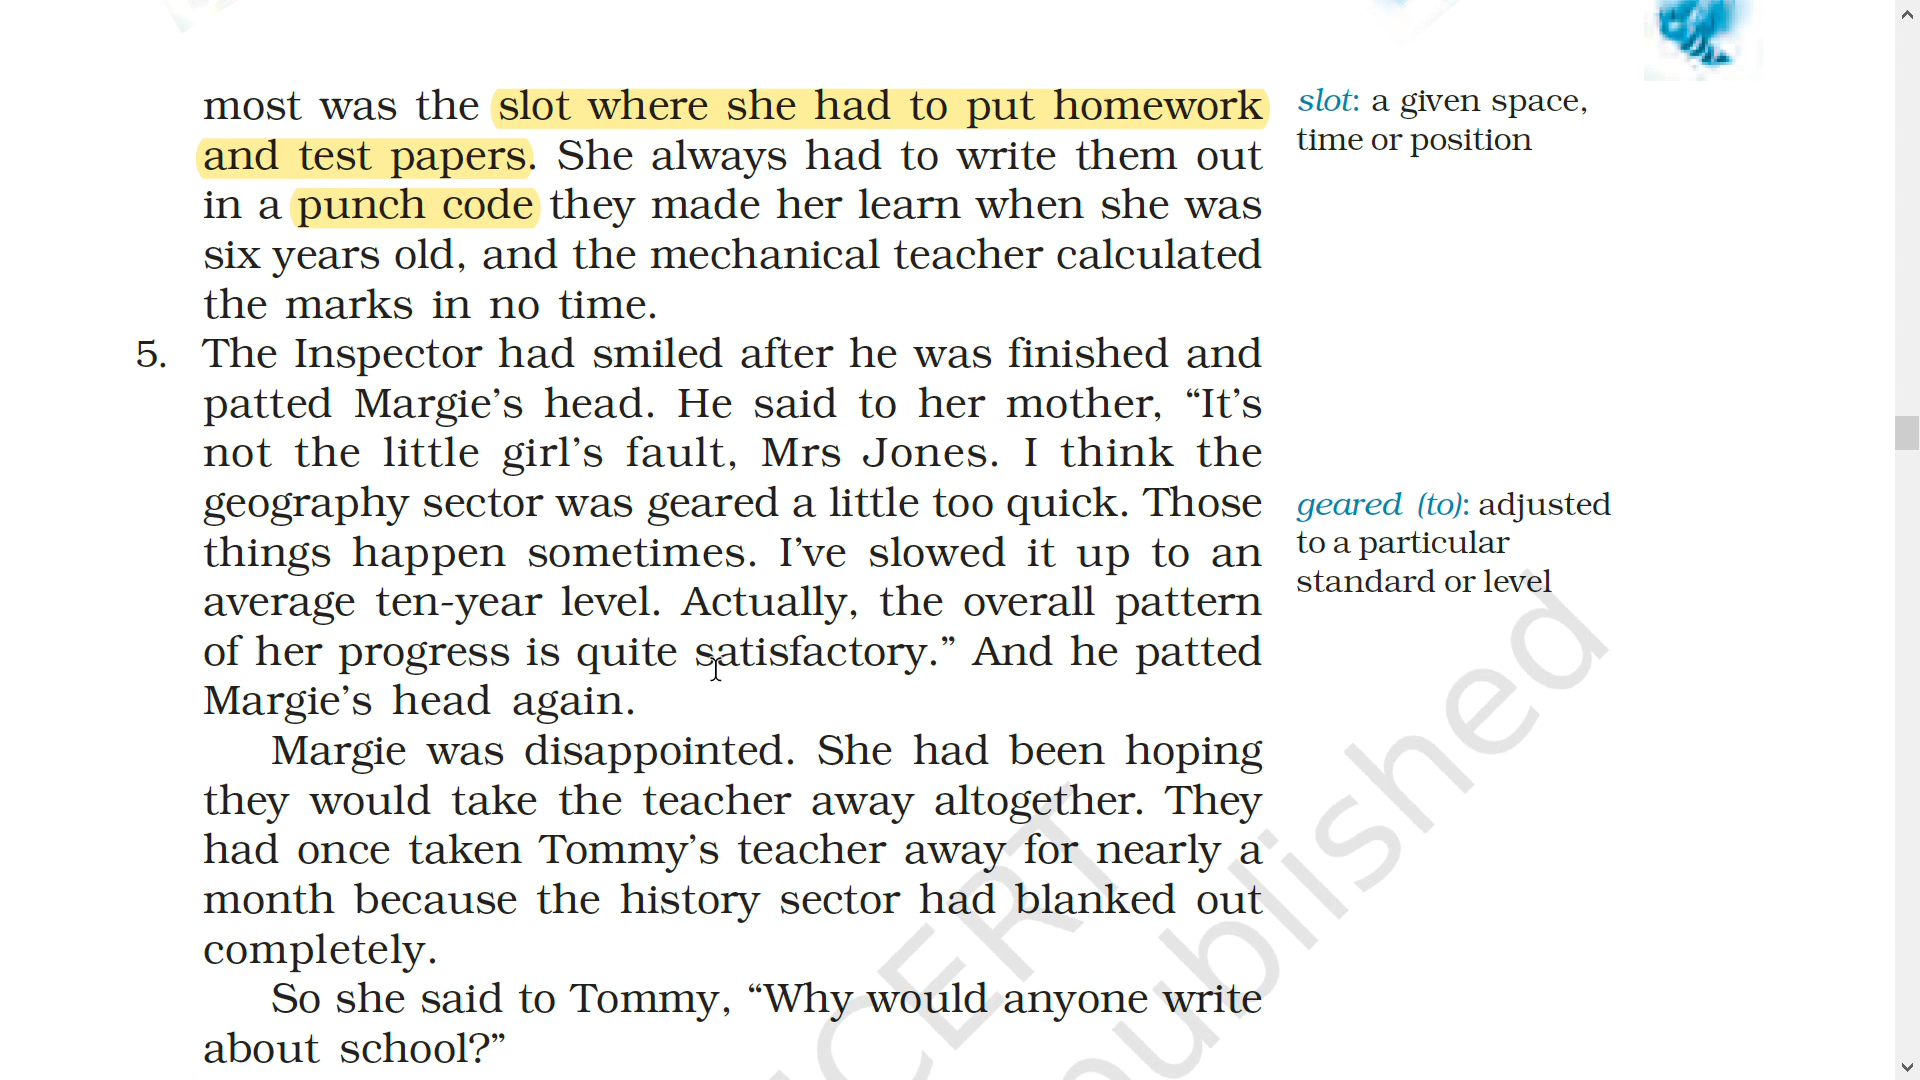 most was the slot where she had to put homework
and test papers. She always had to write them out
in a punch code they made her learn when she was
six years old, and the mechanical teacher calculated
the marks in no time.
5. The Inspector had smiled after he was finished and
patted Margie’s head. He said to her mother, “It’s
not the little girl’s fault, Mrs Jones. I think the
geography sector was geared a little too quick. Those
things happen sometimes. I’ve slowed it up to an
average ten-year level. Actually, the overall pattern
of her progress is quite satisfactory.” And he patted
Margie’s head again.
Margie was disappointed. She had been hoping
they would take the teacher away altogether. They
had once taken Tommy’s teacher away for nearly a
month because the history sector had blanked out
completely.
So she said to Tommy, “Why would anyone write
about school?”
slot: a given space,
time or position
geared (to): adjusted
to a particular
standard or level